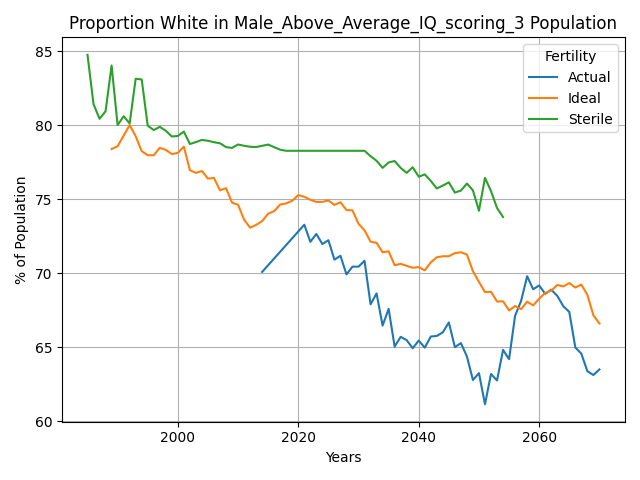 Proportion White in Male_Above_Average_IQ_scoring_3 Population
Fertility
Actual
Ideal
Sterile
% of Population
85
80
75
70
65
60
2000
2020
2040
2060
Years